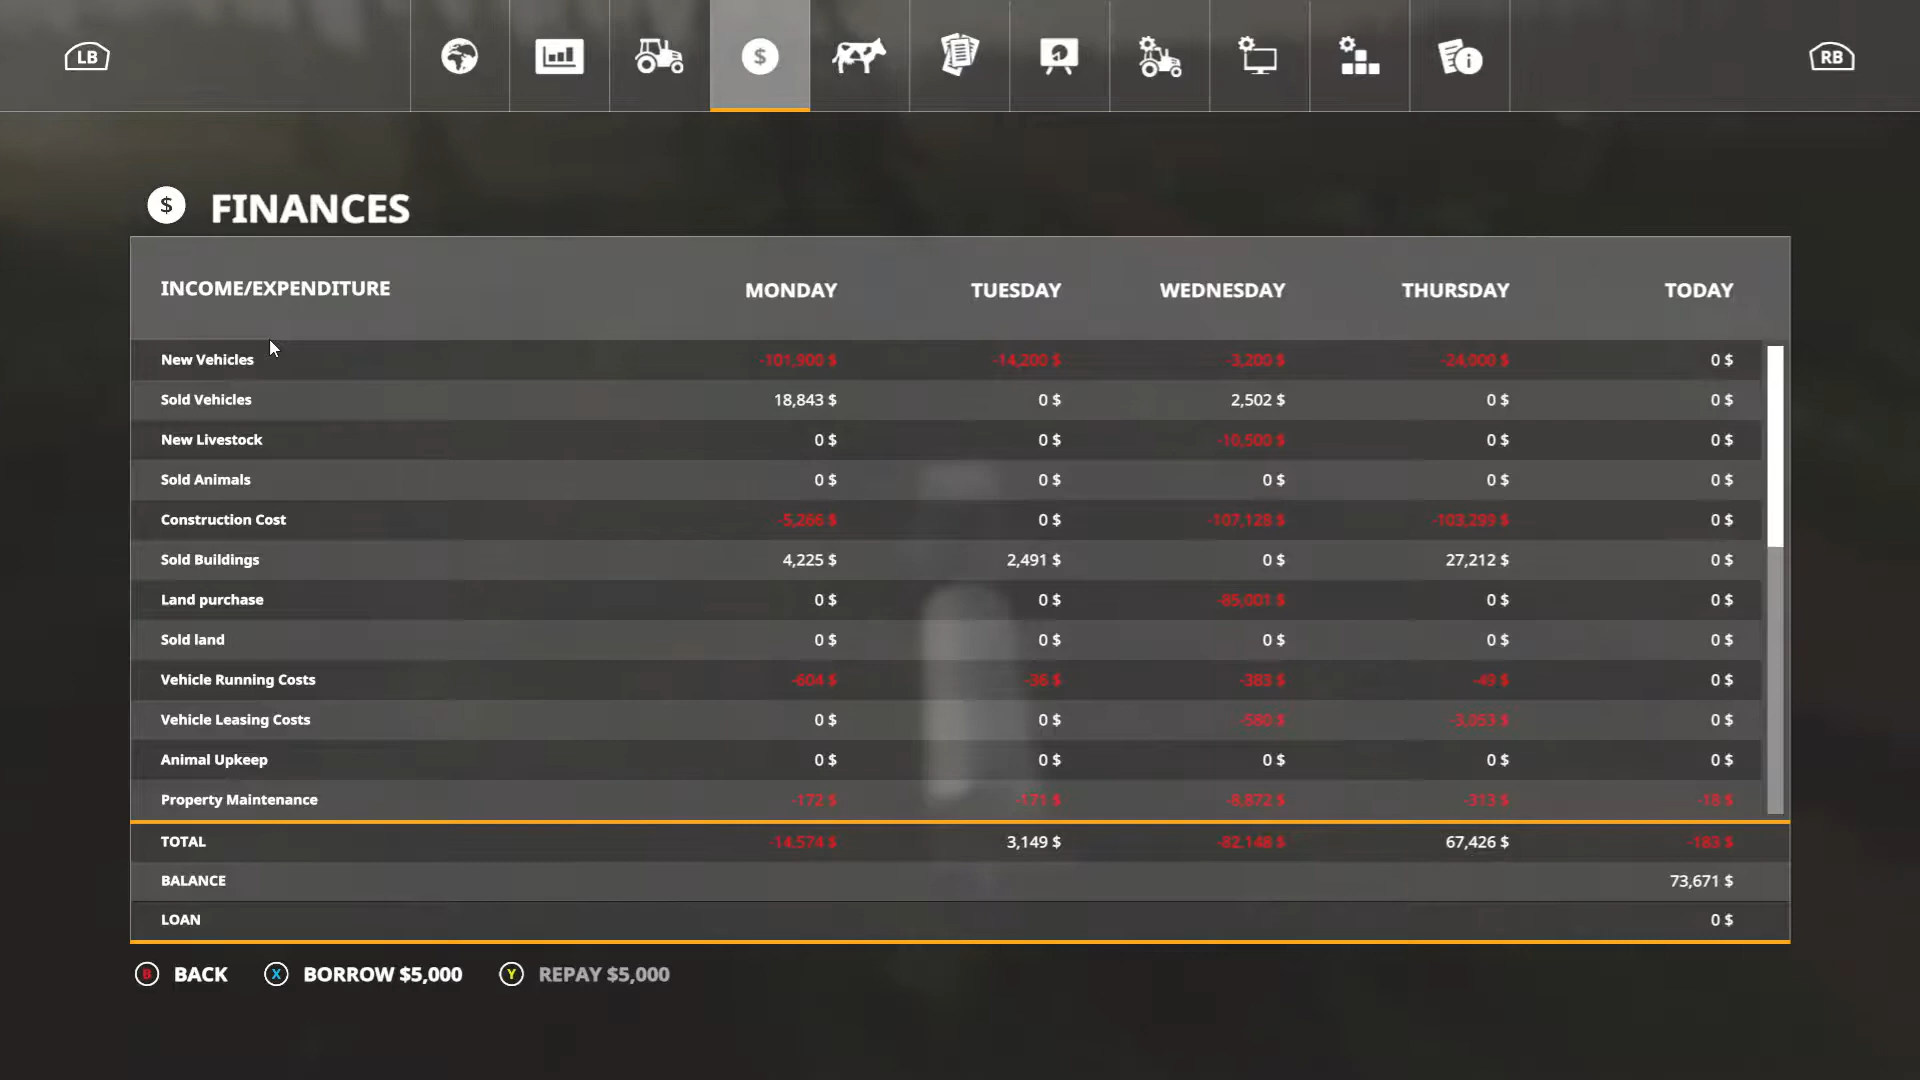 LB $ RB
$ FINANCES
INCOME/EXPENDITURE MONDAY TUESDAY WEDNESDAY THURSDAY TODAY
New Vehicles -101,900 $ -14,200 $ -3,200 $ -24,000 $ 0 $
Sold Vehicles 18,843 $ 0 $ 2,502 $ 0 $ 0 $
New Livestock 0 $ 0 $ -10,500 $ 0 $ 0 $
Sold Animals 0 $ 0 $ 0 $ 0 $ 0 $
Construction Cost -5,266 $ 0 $ -107,128 $ -103,299 $ 0 $
Sold Buildings 4,225 $ 2,491 $ 0 $ 27,212 $ 0 $
Land purchase 0 $ 0 $ -85,001 $ 0 $ 0 $
Sold land 0 $ 0 $ 0 $ 0 $ 0 $
Vehicle Running Costs -604 $ -36 $ -383 $ -49 $ 0 $
Vehicle Leasing Costs 0 $ 0 $ -580 $ -3,053 $ 0 $
Animal Upkeep 0 $ 0 $ 0 $ 0 $ 0 $
Property Maintenance -172 $ -171 $ -8,872 $ -313 $ -18 $
TOTAL -14,574 $ 3,149 $ -82,148 $ 67,426 $ -183 $
BALANCE 73,671 $
LOAN 0 $
B BACK X BORROW $5,000 Y REPAY $5,000